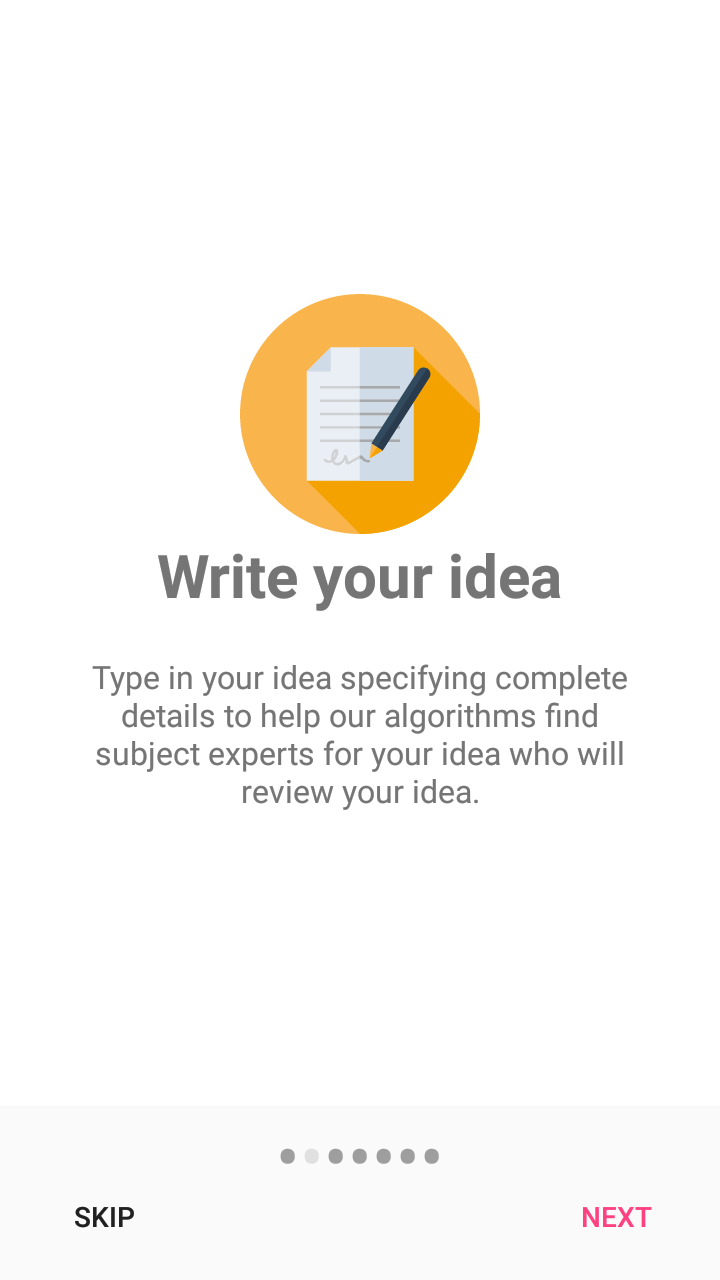 Write your idea
Type in your idea specifying complete
details to help our algorithms find
subject experts for your idea who will
review your idea.
SKIP
NEXT